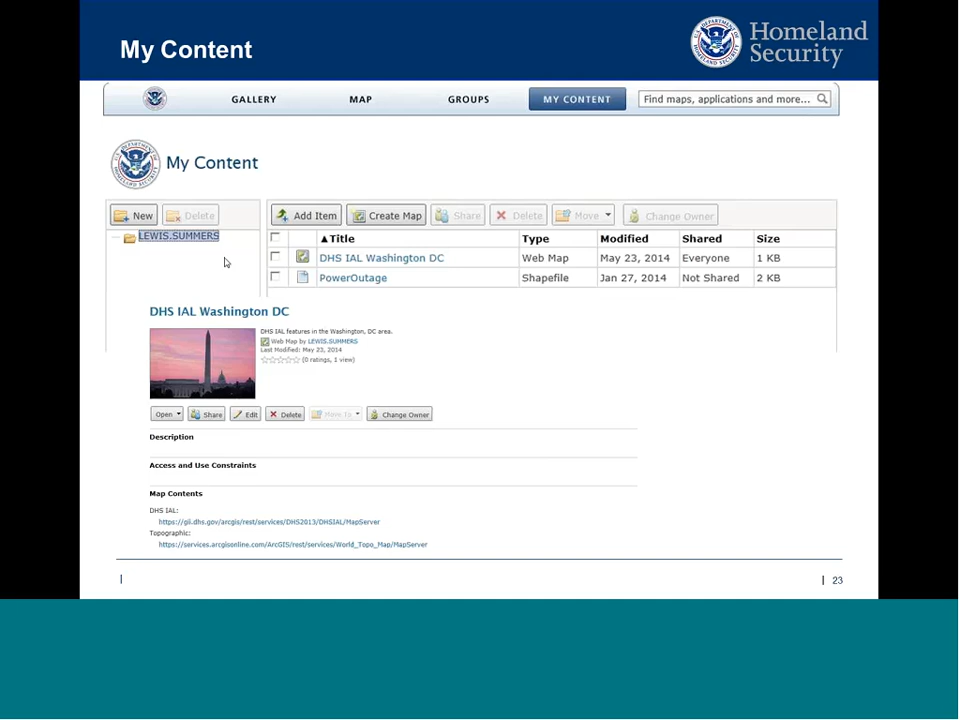 My Content
Homeland
Security
GALLERY MAP GROUPS MY CONTENT Find maps, applications and more...
My Content
New Delete Add Item Create Map Share Delete Move Change Owner
LEWIS.SUMMERS
▲Title Type Modified Shared Size
DHS IAL Washington DC Web Map May 23, 2014 Everyone 1 KB
PowerOutage Shapefile Jan 27, 2014 Not Shared 2 KB
DHS IAL Washington DC
DHS IAL features in the Washington, DC area.
Web Map by LEWIS.SUMMERS
Last Modified: May 23, 2014
(0 ratings, 1 view)
Open Share Edit Delete Move To Change Owner
Description
Access and Use Constraints
Map Contents
DHS IAL:
https://gii.dhs.gov/arcgis/rest/services/DHS2013/DHSIAL/MapServer
Topographic:
https://services.arcgisonline.com/ArcGIS/rest/services/World_Topo_Map/MapServer
23